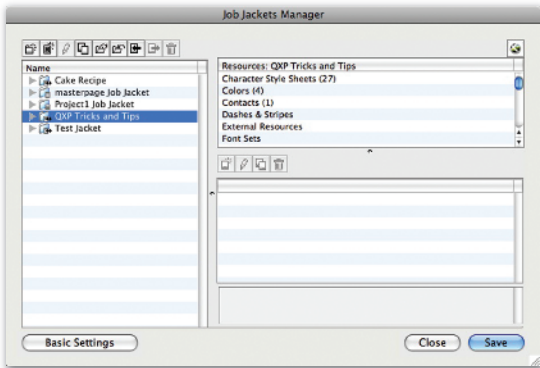 Job Jackets Manager
Name
Cake Recipe
masterpage Job Jacket
Project1 Job Jacket
QXP Tricks and Tips
Test Jacket
Resources: QXP Tricks and Tips
Character Style Sheets (27)
Colors (4)
Contacts (1)
Dashes & Stripes
External Resources
Font Sets
Basic Settings
Close
Save